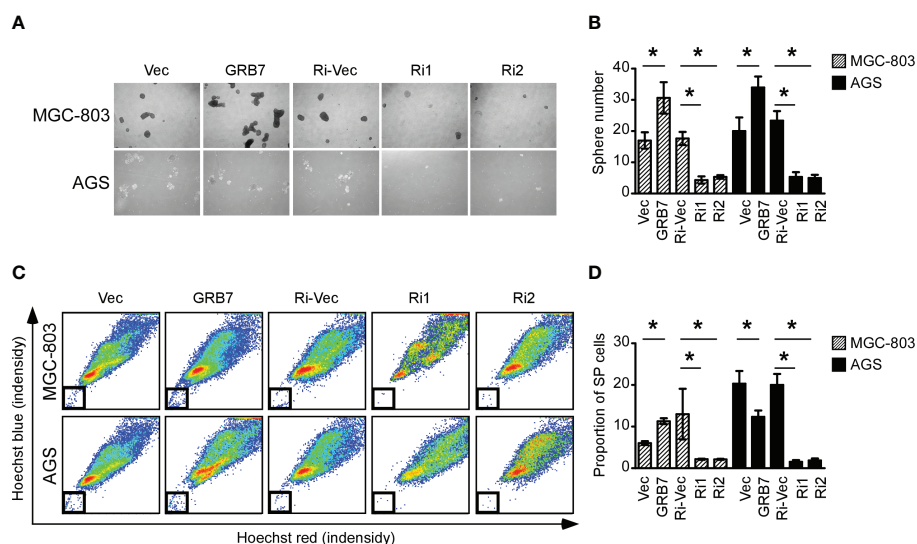 A
Vec GRB7 Ri-Vec Ri1 Ri2
MGC-803
AGS
B
Sphere number
40
30
20
10
0
* * * *
* *
Vec GRB7 Ri-Vec Ri1 Ri2 Vec GRB7 Ri-Vec Ri1 Ri2
MGC-803
AGS
C
Vec GRB7 Ri-Vec Ri1 Ri2
MGC-803
AGS
Hoechst blue (indensidy)
Hoechst red (indensidy)
D
Proportion of SP cells
30
20
10
0
* * * *
* *
Vec GRB7 Ri-Vec Ri1 Ri2 Vec GRB7 Ri-Vec Ri1 Ri2
MGC-803
AGS